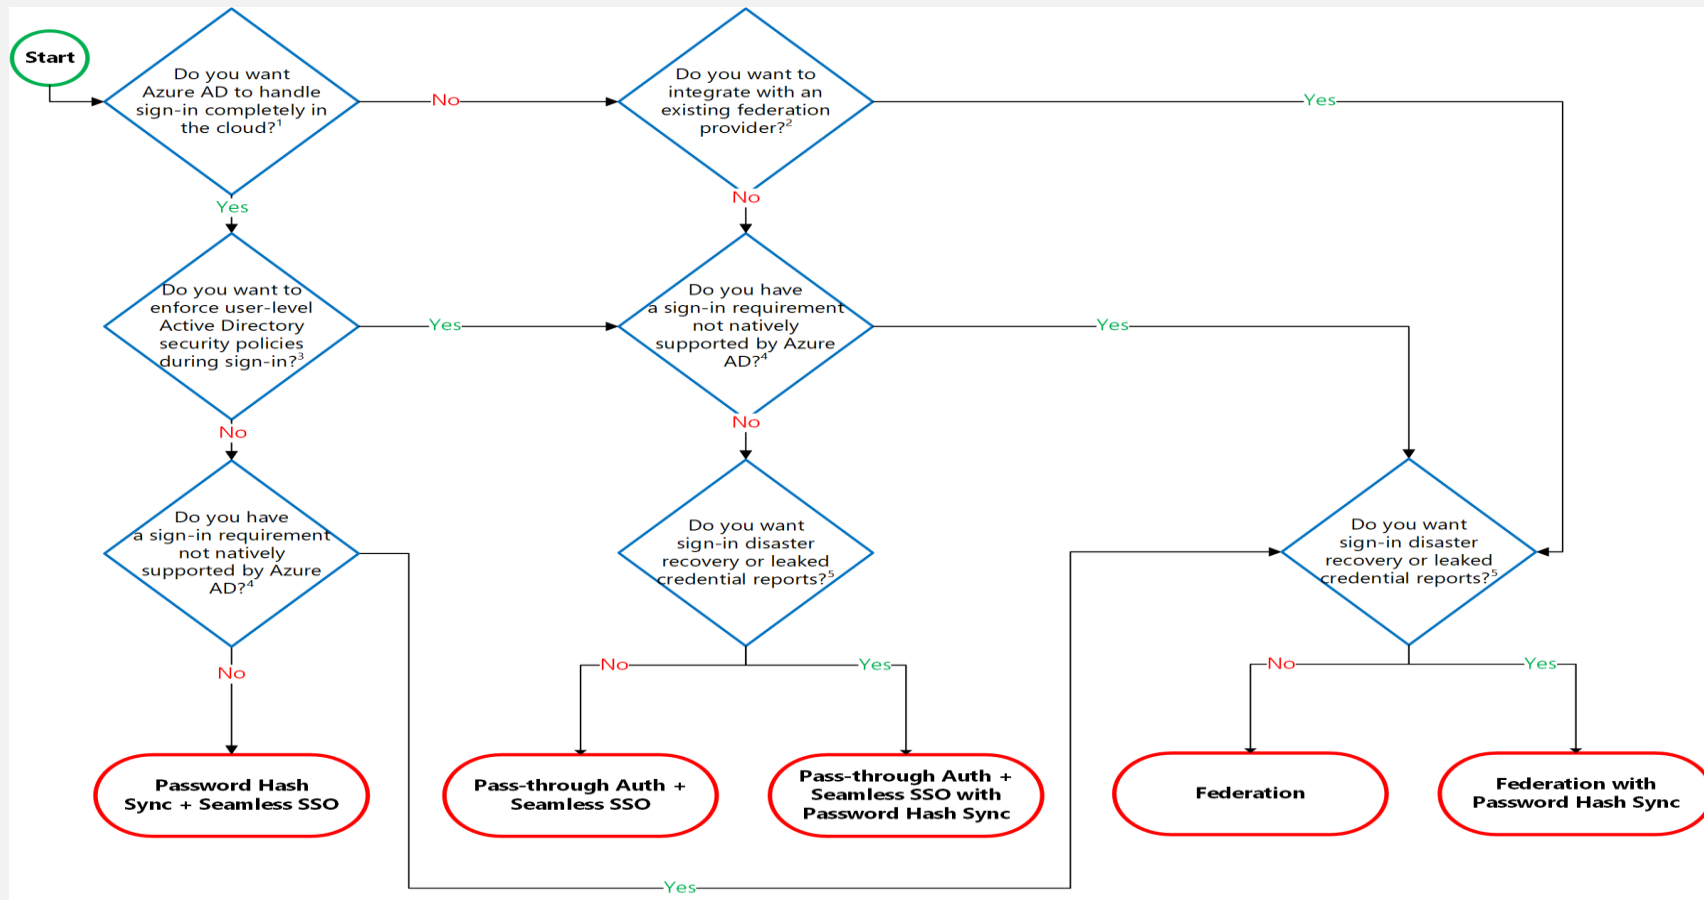 Start
Do you want
Azure AD to handle
sign-in completely in
the cloud?¹
No
Do you want to
integrate with an
existing federation
provider?²
Yes
Yes
No
Do you want to
enforce user-level
Active Directory
security policies
during sign-in?³
Yes
Do you have
a sign-in requirement
not natively
supported by Azure
AD?⁴
Yes
No
No
Do you have
a sign-in requirement
not natively
supported by Azure
AD?⁴
Do you want
sign-in disaster
recovery or leaked
credential reports?⁵
Do you want
sign-in disaster
recovery or leaked
credential reports?⁵
No
No
Yes
No
Yes
Password Hash
Sync + Seamless SSO
Pass-through Auth +
Seamless SSO
Pass-through Auth +
Seamless SSO with
Password Hash Sync
Federation
Federation with
Password Hash Sync
Yes